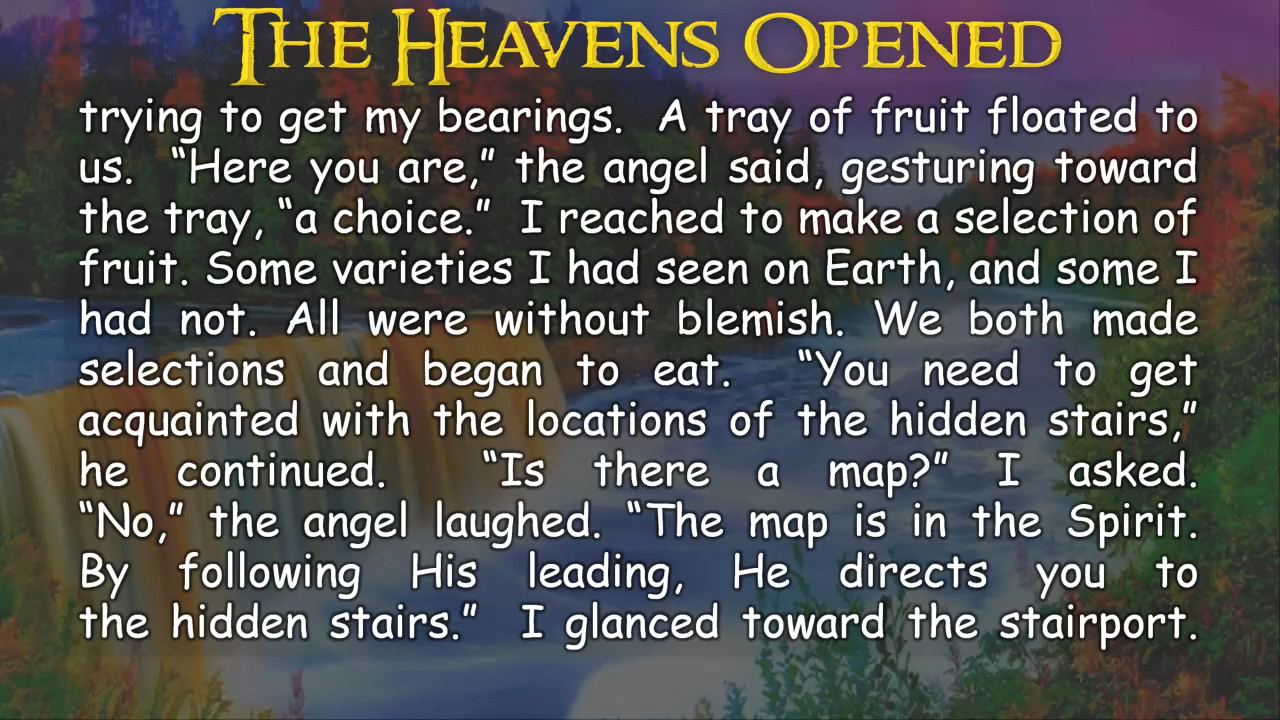 THE HEAVENS OPENED
trying to get my bearings.  A tray of fruit floated to
us.  “Here you are,” the angel said, gesturing toward
the tray, “a choice.”  I reached to make a selection of
fruit. Some varieties I had seen on Earth, and some I
had not. All were without blemish. We both made
selections and began to eat.  “You need to get
acquainted with the locations of the hidden stairs,”
he continued.  “Is there a map?” I asked.
“No,” the angel laughed. “The map is in the Spirit.
By following His leading, He directs you to
the hidden stairs.”  I glanced toward the stairport.